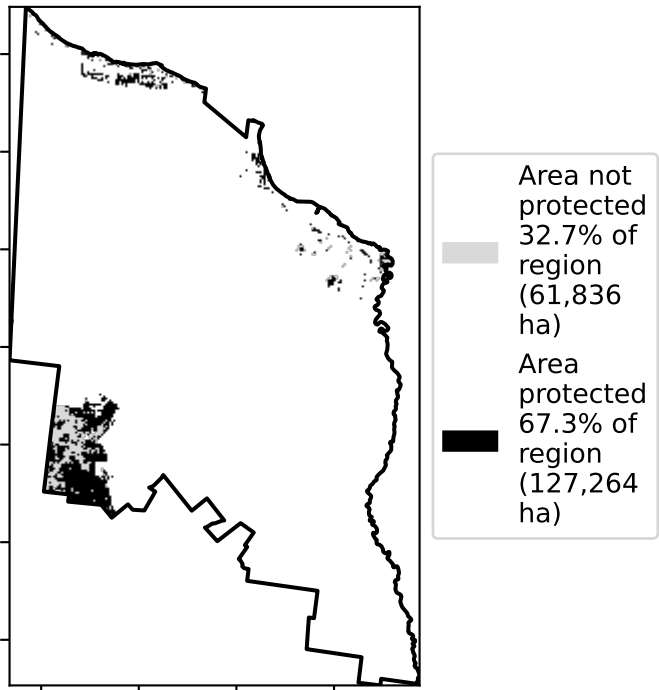 Area not
protected
32.7% of
region
(61,836
ha)
Area
protected
67.3% of
region
(127,264
ha)